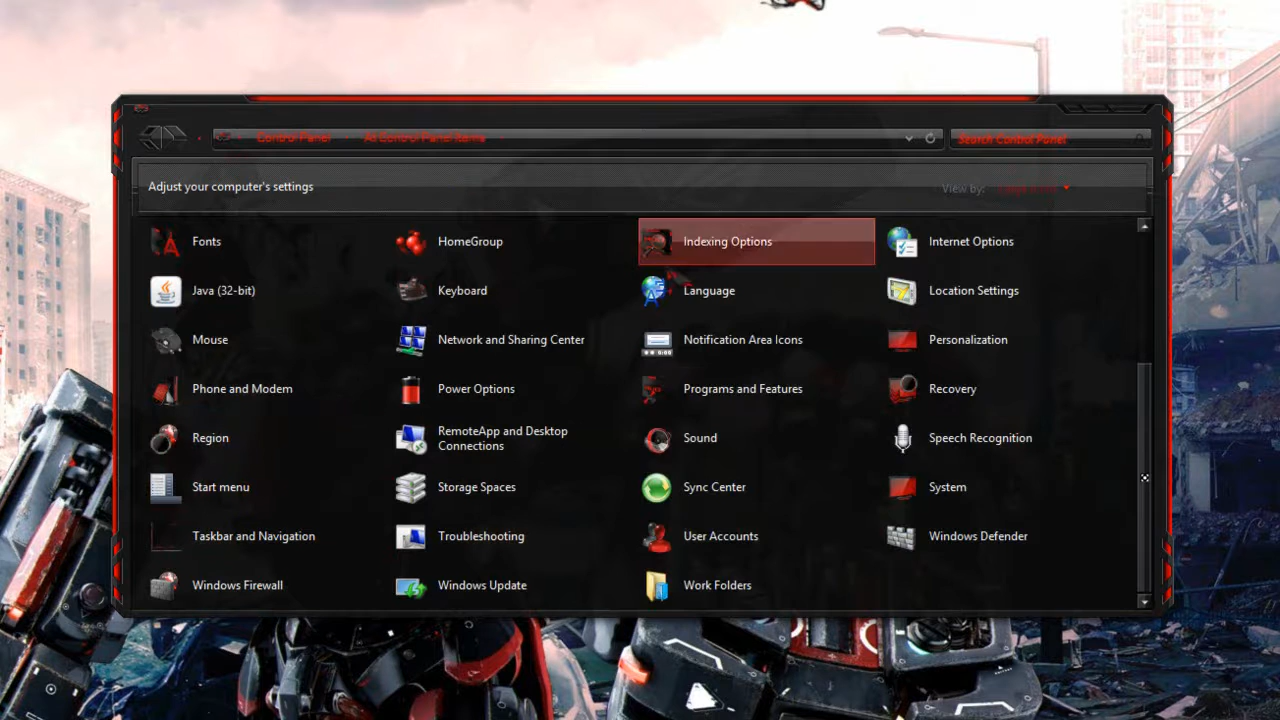 Control Panel
All Control Panel Items
Search Control Panel
Adjust your computer's settings
View by:
Fonts
HomeGroup
Indexing Options
Internet Options
Java (32-bit)
Keyboard
Language
Location Settings
Mouse
Network and Sharing Center
Notification Area Icons
Personalization
Phone and Modem
Power Options
Programs and Features
Recovery
Region
RemoteApp and Desktop
Connections
Sound
Speech Recognition
Start menu
Storage Spaces
Sync Center
System
Taskbar and Navigation
Troubleshooting
User Accounts
Windows Defender
Windows Firewall
Windows Update
Work Folders